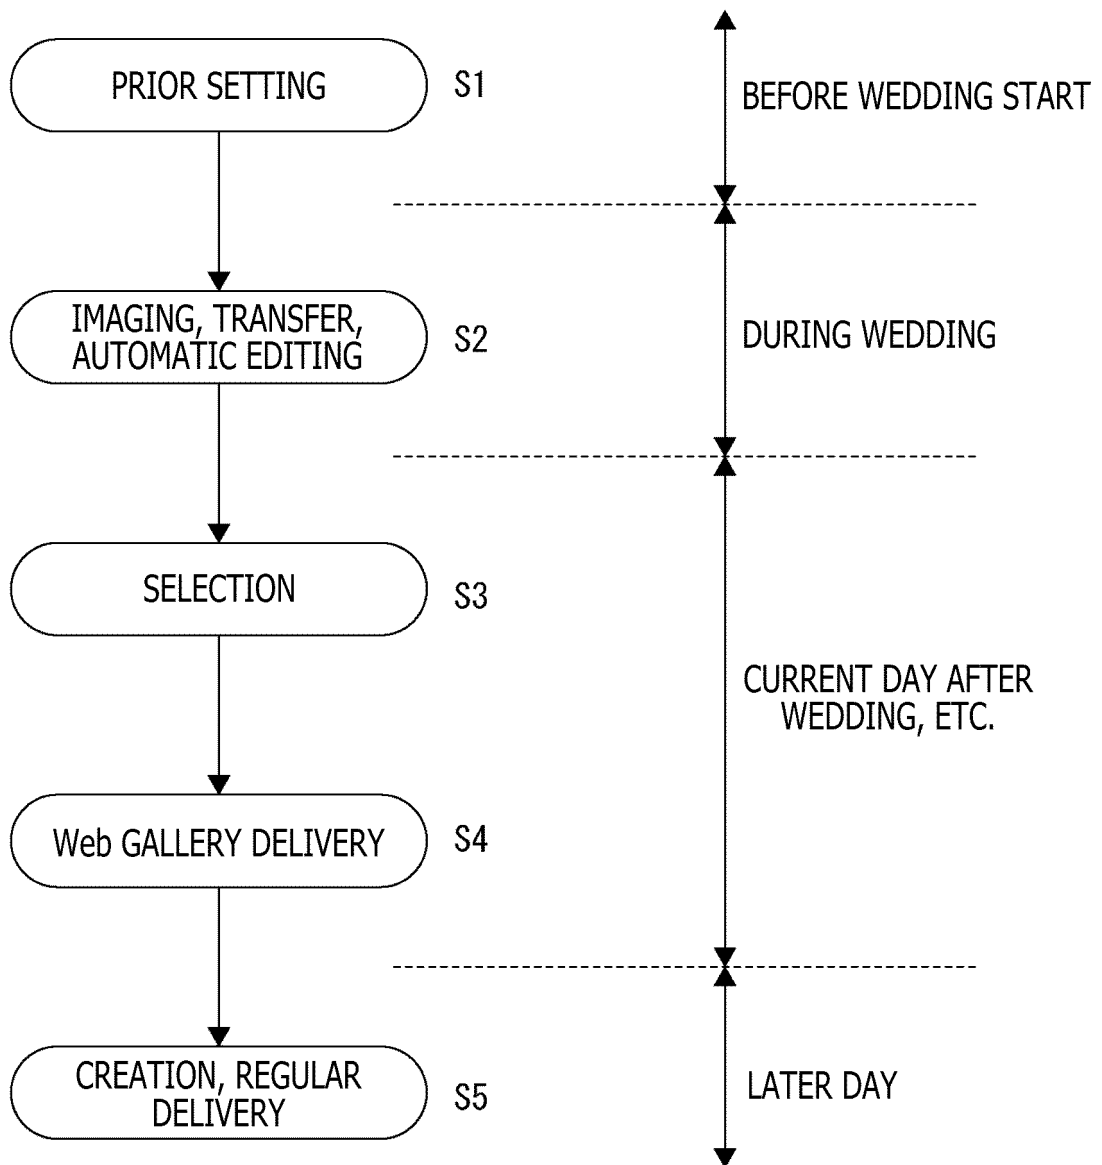 PRIOR SETTING
S1
BEFORE WEDDING START
IMAGING, TRANSFER,
AUTOMATIC EDITING
S2
DURING WEDDING
SELECTION
S3
CURRENT DAY AFTER
WEDDING, ETC.
Web GALLERY DELIVERY
S4
CREATION, REGULAR
DELIVERY
S5
LATER DAY